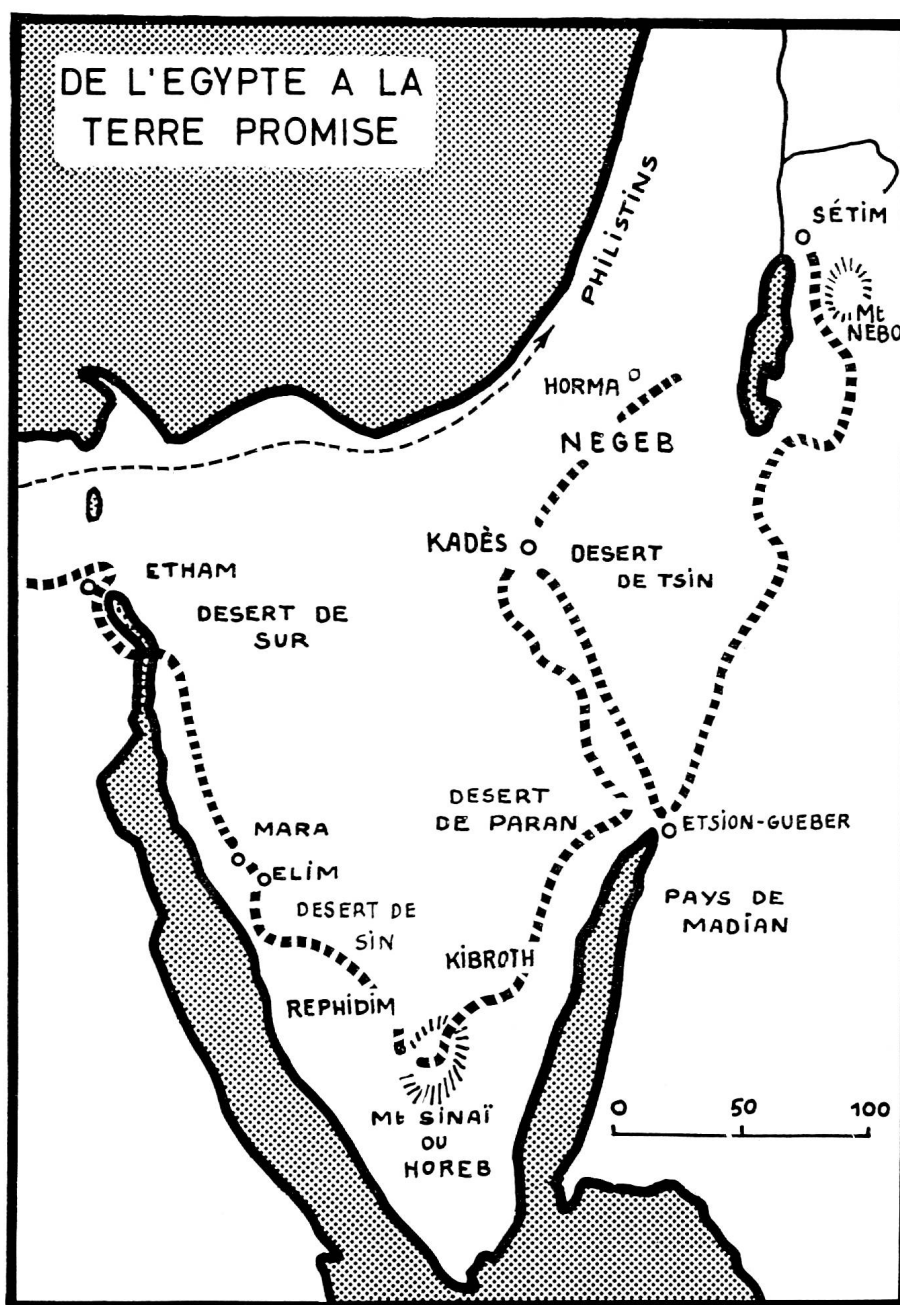 DE L'EGYPTE A LA
TERRE PROMISE
PHILISTINS
SÉTIM
Mt
NÉBO
HORMA
NEGEB
KADÈS
DESERT
DE TSIN
ETHAM
DESERT DE
SUR
DESERT
DE PARAN
MARA
ETSION-GUEBER
ELIM
PAYS DE
MADIAN
DESERT DE
SIN
KIBROTH
REPHIDIM
Mt SINAÏ
OU
HOREB
0 50 100